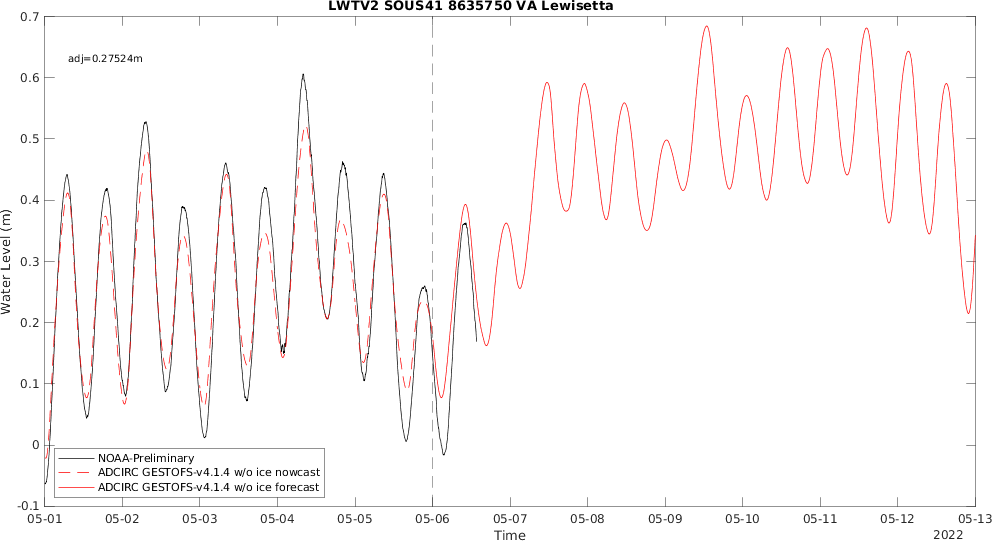 LWTV2 SOUS41 8635750 VA Lewisetta
adj=0.27524m
0.7
0.6
0.5
0.4
0.3
0.2
0.1
0
-0.1
Water Level (m)
NOAA-Preliminary
ADCIRC GESTOFS-v4.1.4 w/o ice nowcast
ADCIRC GESTOFS-v4.1.4 w/o ice forecast
05-01 05-02 05-03 05-04 05-05 05-06 05-07 05-08 05-09 05-10 05-11 05-12 05-13
Time
2022